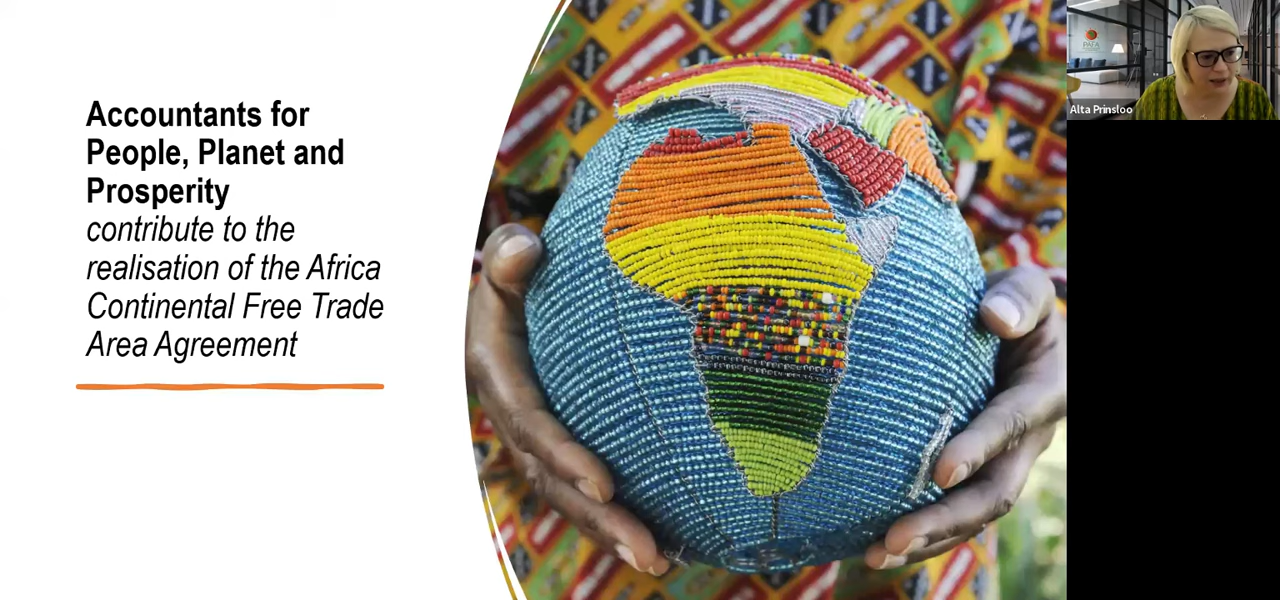 Accountants for
People, Planet and
Prosperity
contribute to the
realisation of the Africa
Continental Free Trade
Area Agreement
PAFA
Alta Prinsloo